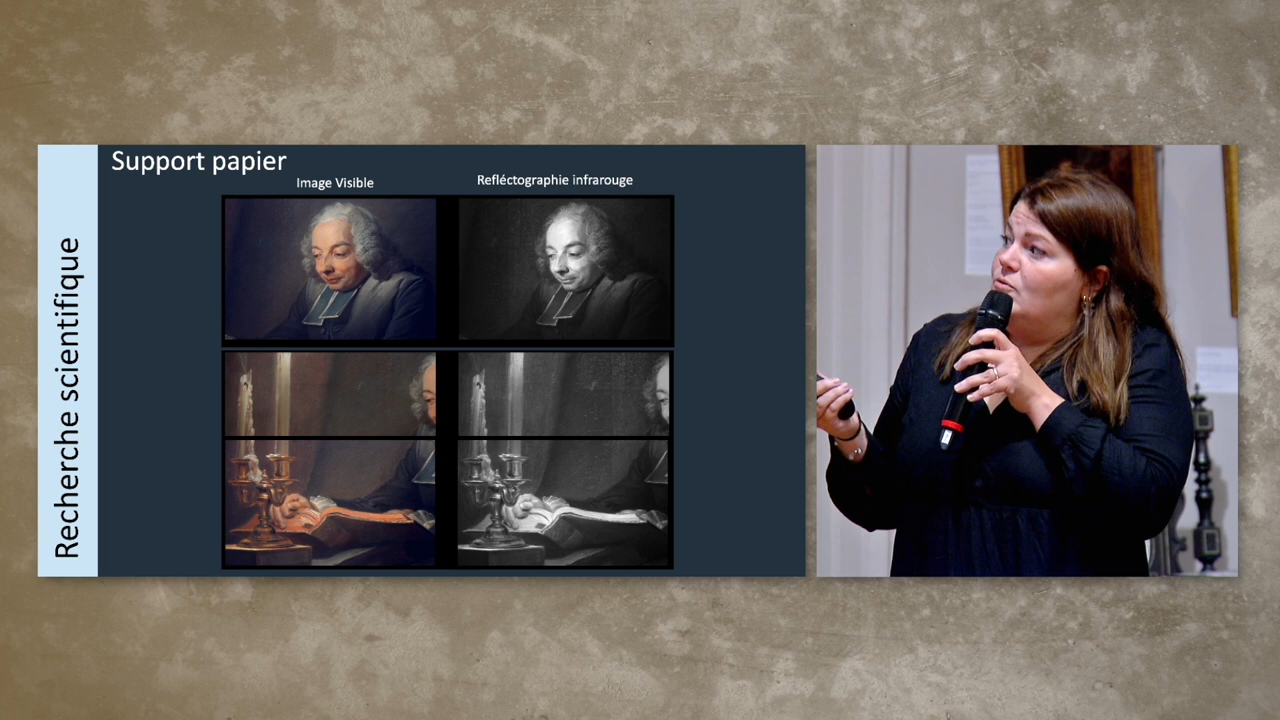 Recherche scientifique
Support papier
Image Visible
Refléctographie infrarouge